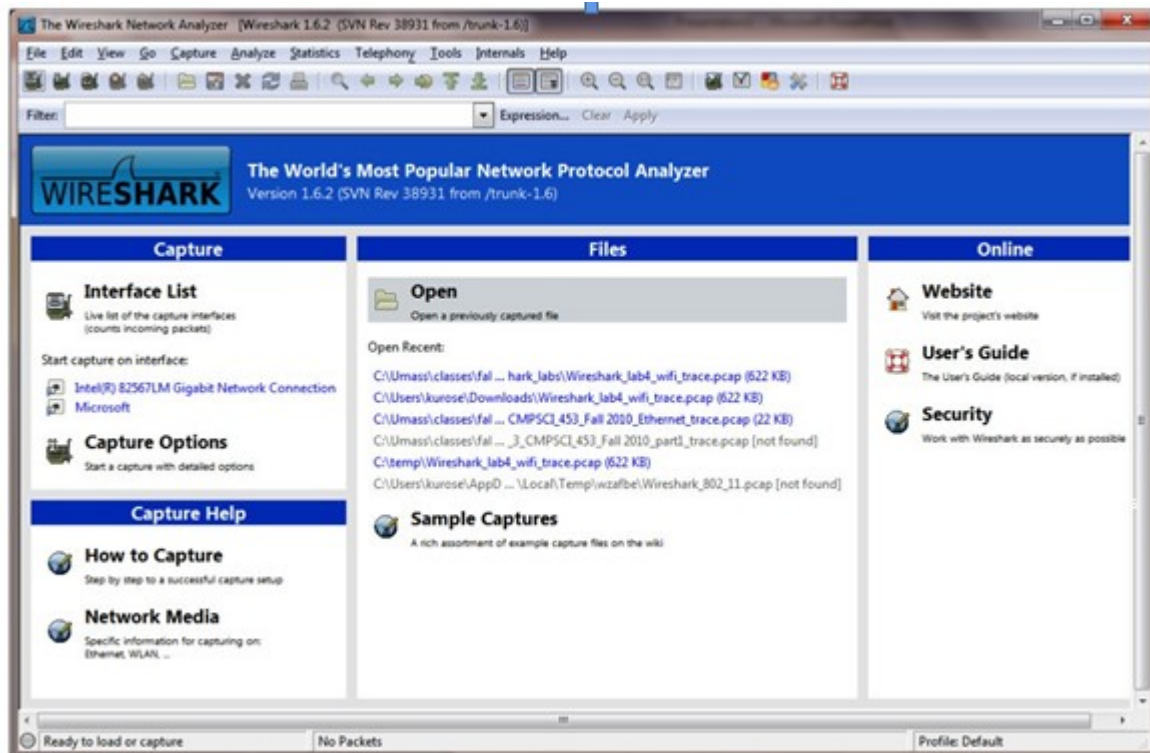 The Wireshark Network Analyzer [Wireshark 1.6.2 (SVN Rev 38931 from /trunk-1.6)]
File Edit View Go Capture Analyze Statistics Telephony Tools Internals Help
Filter: Expression... Clear Apply
WIRESHARK
The World's Most Popular Network Protocol Analyzer
Version 1.6.2 (SVN Rev 38931 from /trunk-1.6)
Capture
Interface List
Live list of the capture interfaces
(counts incoming packets)
Start capture on interface:
Intel(R) 82567LM Gigabit Network Connection
Microsoft
Capture Options
Start a capture with detailed options
Capture Help
How to Capture
Step by step to a successful capture setup
Network Media
Specific information for capturing on:
Ethernet, WLAN, ...
Files
Open
Open a previously captured file
Open Recent:
C:\Umass\classes\fal ... hark_labs\Wireshark_lab4_wifi_trace.pcap (622 KB)
C:\Users\kurose\Downloads\Wireshark_lab4_wifi_trace.pcap (622 KB)
C:\Umass\classes\fal ... CMPSCI_453_Fall 2010_Ethernet_trace.pcap (22 KB)
C:\Umass\classes\fal ... _3_CMPSCI_453_Fall 2010_part1_trace.pcap [not found]
C:\temp\Wireshark_lab4_wifi_trace.pcap (622 KB)
C:\Users\kurose\AppD ... \Local\Temp\wzafbe\Wireshark_802_11.pcap [not found]
Sample Captures
A rich assortment of example capture files on the wiki
Online
Website
Visit the project's website
User's Guide
The User's Guide (local version, if installed)
Security
Work with Wireshark as securely as possible
Ready to load or capture
No Packets
Profile: Default